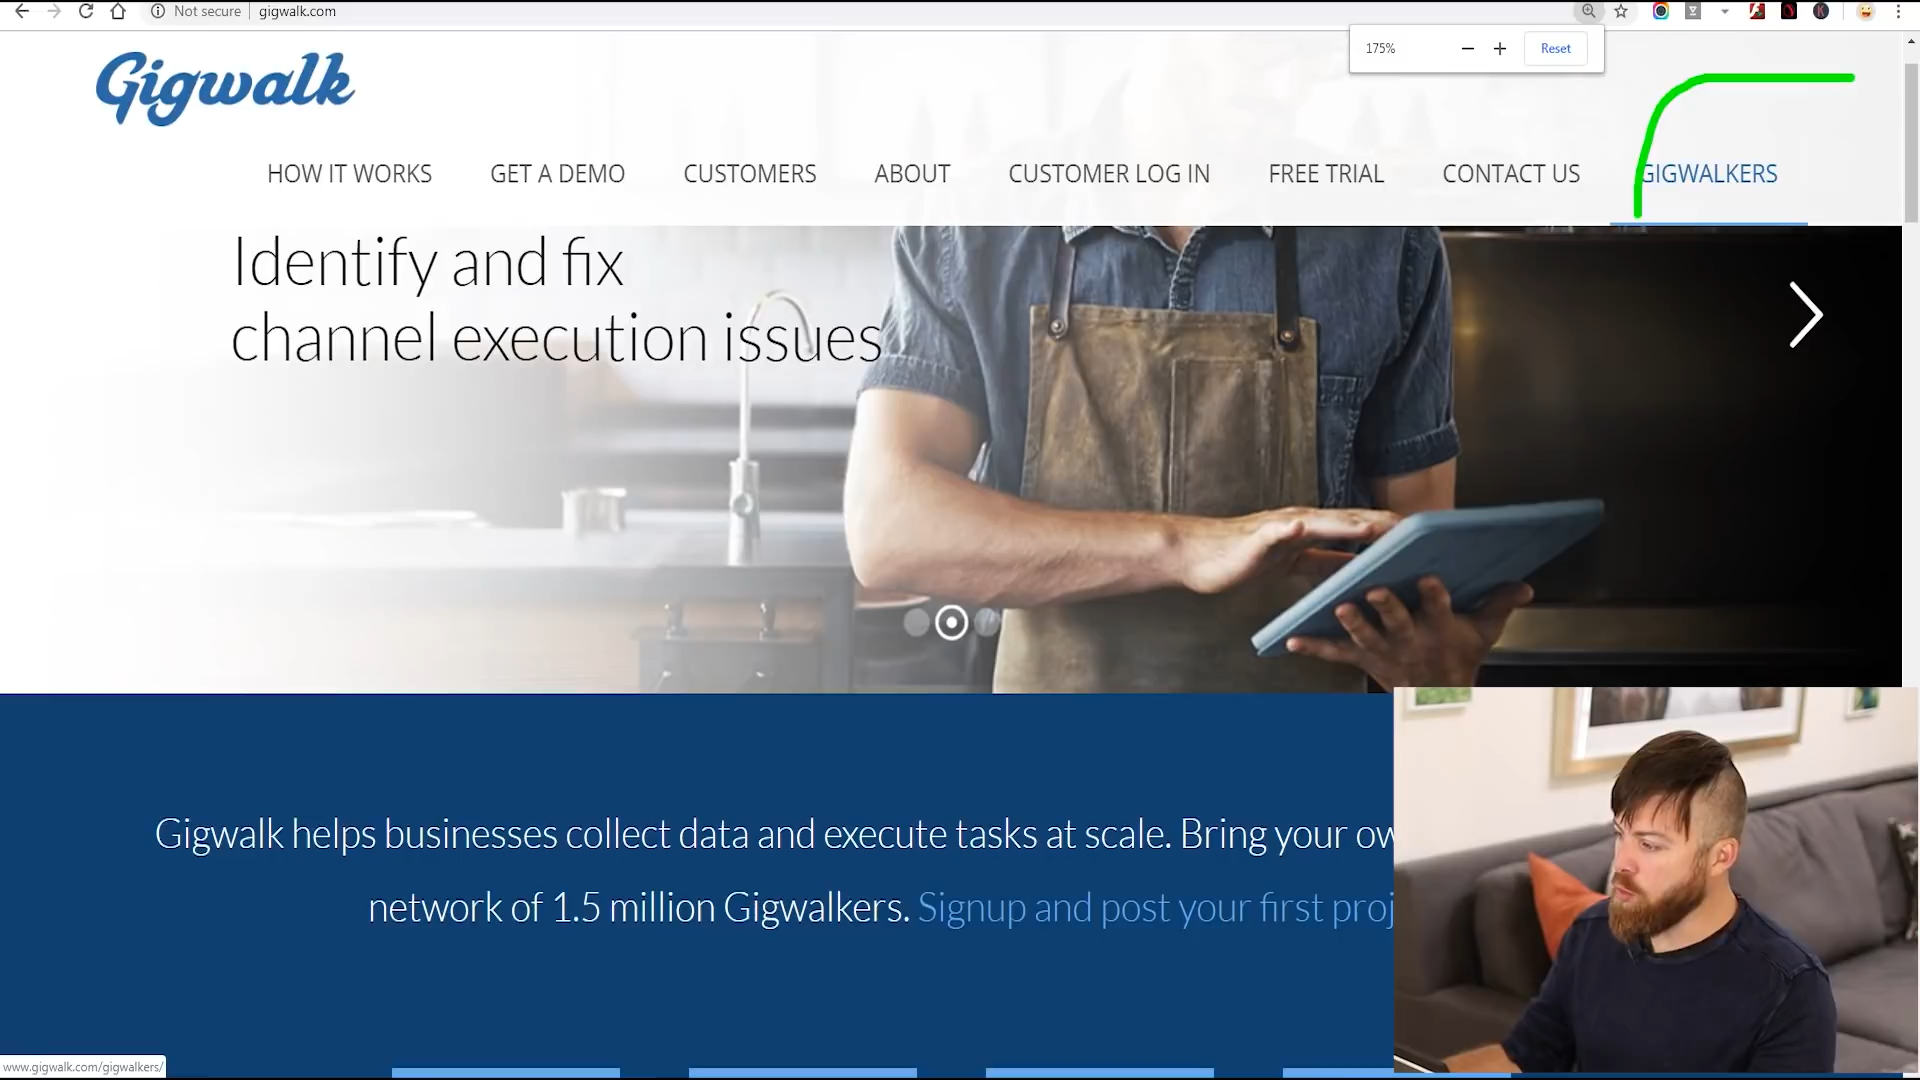 Not secure
gigwalk.com
175%
Reset
Gigwalk
HOW IT WORKS
GET A DEMO
CUSTOMERS
ABOUT
CUSTOMER LOG IN
FREE TRIAL
CONTACT US
GIGWALKERS
Identify and fix
channel execution issues
Gigwalk helps businesses collect data and execute tasks at scale. Bring your
network of 1.5 million Gigwalkers. Signup and post your first
www.gigwalk.com/gigwalkers/